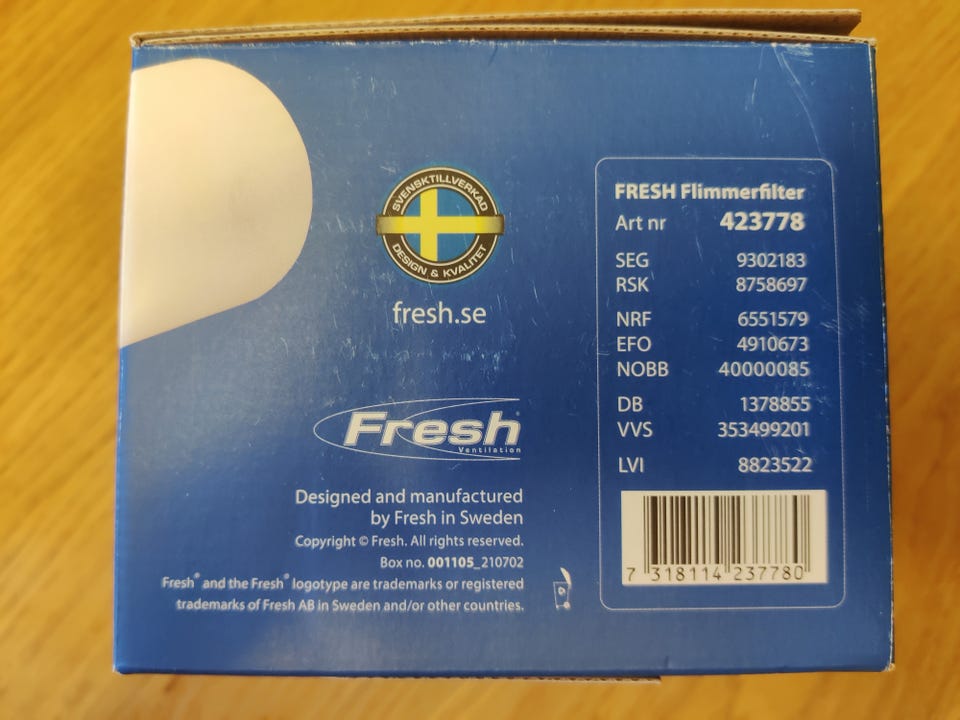 SVENSKTILLVERKAD
DESIGN & KVALITET
fresh.se
Fresh®
Ventilation
Designed and manufactured
by Fresh in Sweden
Copyright © Fresh. All rights reserved.
Box no. 001105_210702
Fresh® and the Fresh® logotype are trademarks or registered
trademarks of Fresh AB in Sweden and/or other countries.
FRESH Flimmerfilter
Art nr 423778
SEG 9302183
RSK 8758697
NRF 6551579
EFO 4910673
NOBB 40000085
DB 1378855
VVS 353499201
LVI 8823522
7 318114 237780